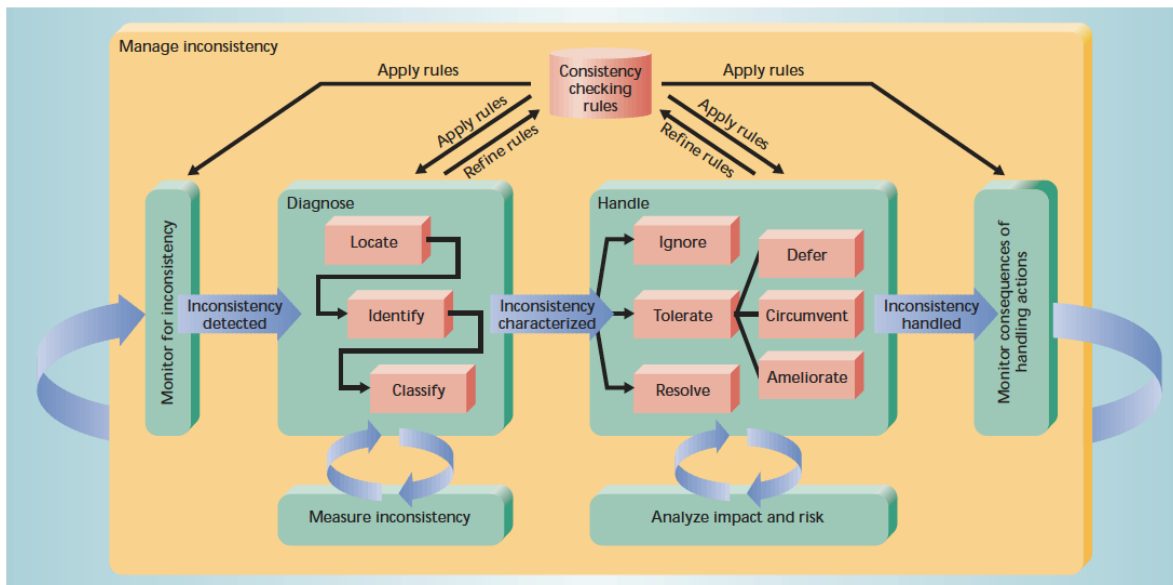 Manage inconsistency
Apply rules
Consistency
checking
rules
Apply rules
Apply rules
Refine rules
Apply rules
Refine rules
Monitor for inconsistency
Inconsistency
detected
Diagnose
Locate
Identify
Classify
Inconsistency
characterized
Handle
Ignore
Tolerate
Resolve
Defer
Circumvent
Ameliorate
Inconsistency
handled
Monitor consequences of
handling actions
Measure inconsistency
Analyze impact and risk